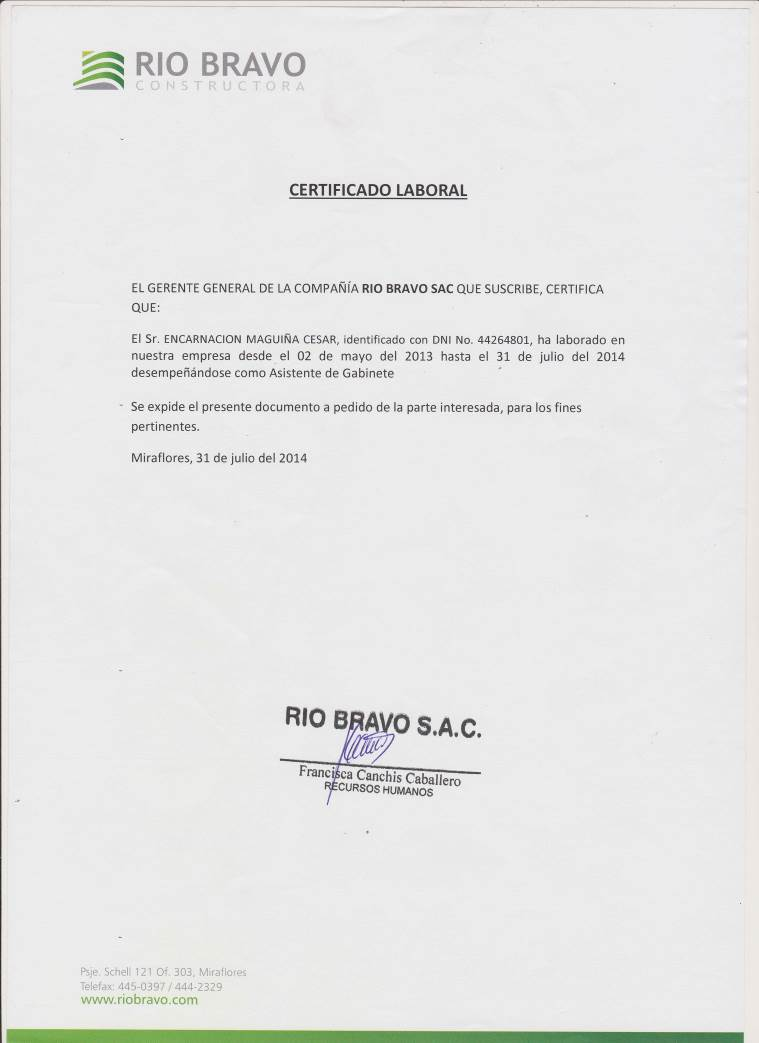 RIO BRAVO
CONSTRUCTORA
CERTIFICADO LABORAL
EL GERENTE GENERAL DE LA COMPAÑÍA RIO BRAVO SAC QUE SUSCRIBE, CERTIFICA
QUE:
El Sr. ENCARNACION MAGUIÑA CESAR, identificado con DNI No. 44264801, ha laborado en
nuestra empresa desde el 02 de mayo del 2013 hasta el 31 de julio del 2014
desempeñándose como Asistente de Gabinete
Se expide el presente documento a pedido de la parte interesada, para los fines
pertinentes.
Miraflores, 31 de julio del 2014
RIO BRAVO S.A.C.
Francisca Canchis Caballero
RECURSOS HUMANOS
Psje. Schell 121 Of. 303, Miraflores
Telefax: 445-0397 / 444-2329
www.riobravo.com